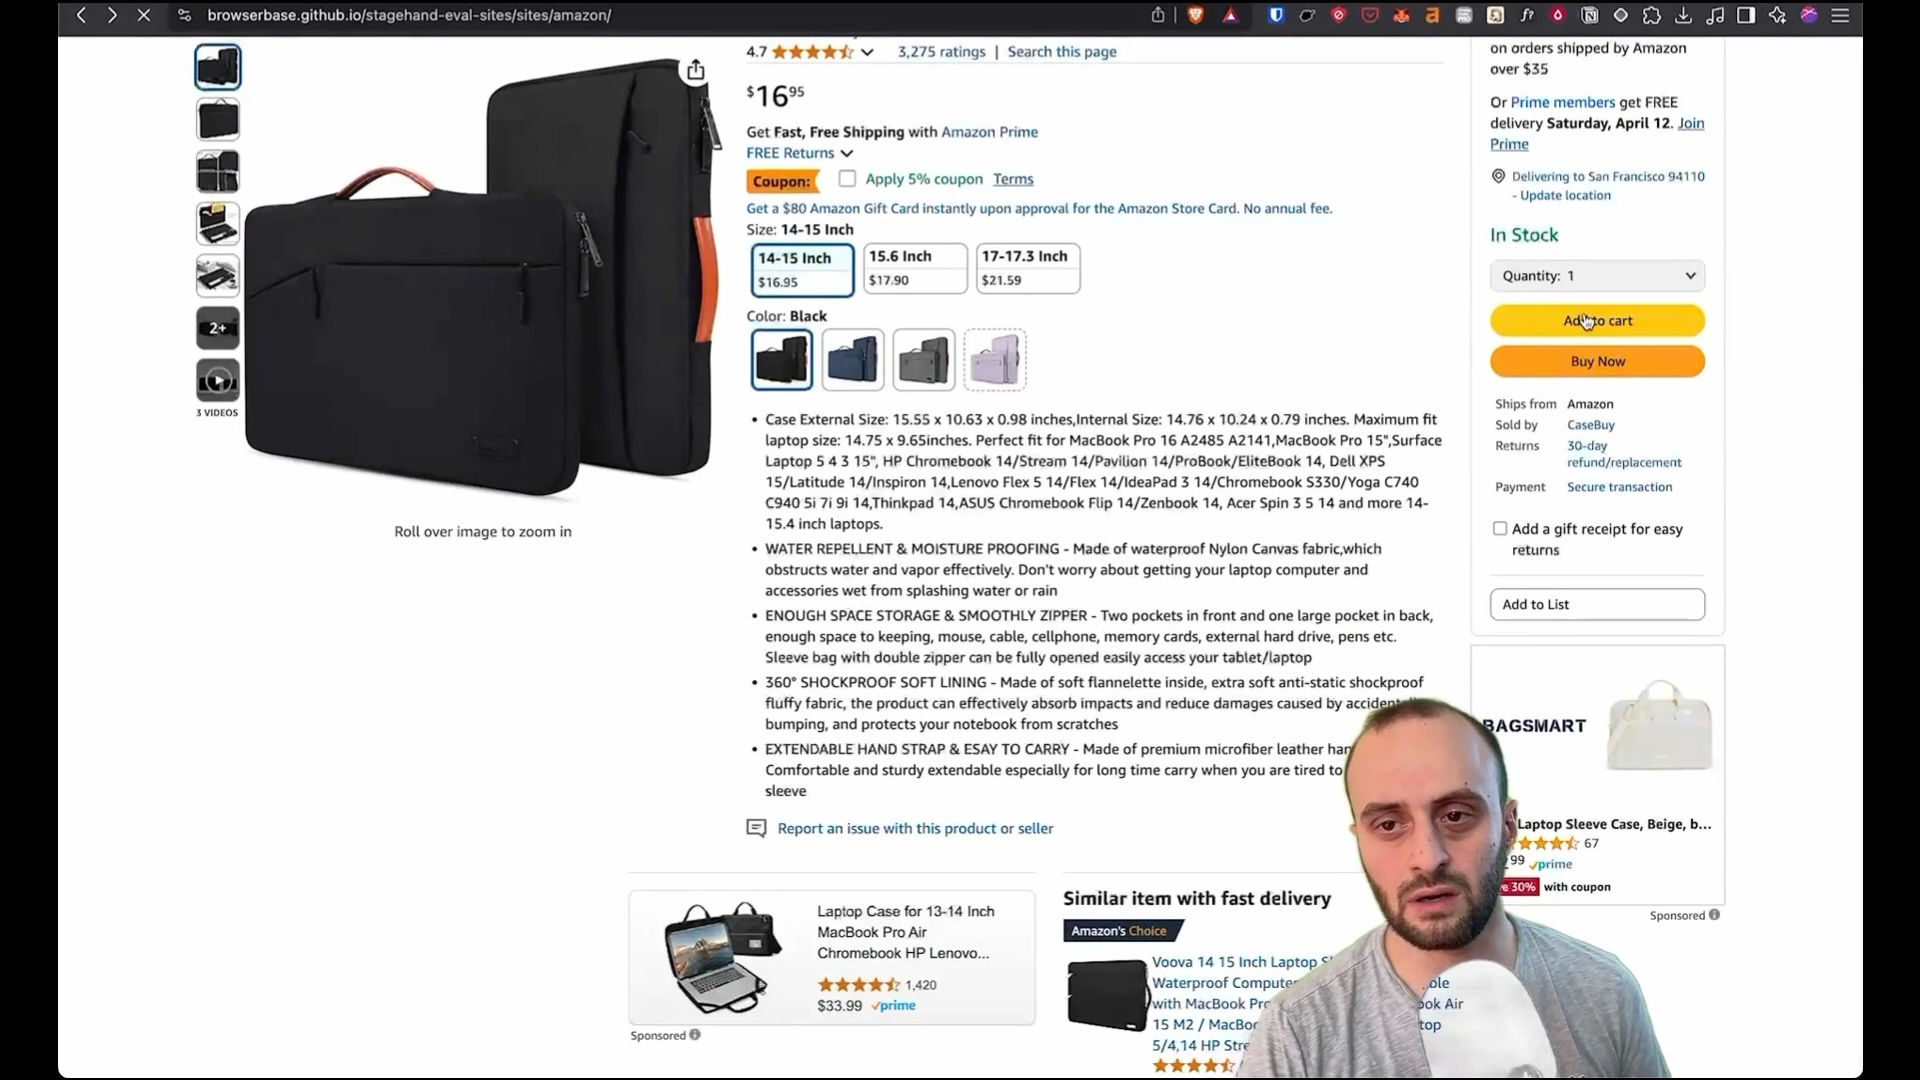 browserbase.github.io/stagehand-eval-sites/sites/amazon/
2+
3 VIDEOS
Roll over image to zoom in
4.7 3,275 ratings | Search this page
$1695
Get Fast, Free Shipping with Amazon Prime
FREE Returns
Coupon: Apply 5% coupon Terms
Get a $80 Amazon Gift Card instantly upon approval for the Amazon Store Card. No annual fee.
Size: 14-15 Inch
14-15 Inch 15.6 Inch 17-17.3 Inch
$16.95 $17.90 $21.59
Color: Black
• Case External Size: 15.55 x 10.63 x 0.98 inches,Internal Size: 14.76 x 10.24 x 0.79 inches. Maximum fit
laptop size: 14.75 x 9.65inches. Perfect fit for MacBook Pro 16 A2485 A2141,MacBook Pro 15",Surface
Laptop 5 4 3 15", HP Chromebook 14/Stream 14/Pavilion 14/ProBook/EliteBook 14, Dell XPS
15/Latitude 14/Inspiron 14,Lenovo Flex 5 14/Flex 14/IdeaPad 3 14/Chromebook S330/Yoga C740
C940 5i 7i 9i 14,Thinkpad 14,ASUS Chromebook Flip 14/Zenbook 14, Acer Spin 3 5 14 and more 14-
15.4 inch laptops.
• WATER REPELLENT & MOISTURE PROOFING - Made of waterproof Nylon Canvas fabric,which
obstructs water and vapor effectively. Don't worry about getting your laptop computer and
accessories wet from splashing water or rain
• ENOUGH SPACE STORAGE & SMOOTHLY ZIPPER - Two pockets in front and one large pocket in back,
enough space to keeping, mouse, cable, cellphone, memory cards, external hard drive, pens etc.
Sleeve bag with double zipper can be fully opened easily access your tablet/laptop
• 360° SHOCKPROOF SOFT LINING - Made of soft flannelette inside, extra soft anti-static shockproof
fluffy fabric, the product can effectively absorb impacts and reduce damages caused by
bumping, and protects your notebook from scratches
• EXTENDABLE HAND STRAP & ESAY TO CARRY - Made of premium microfiber leather
Comfortable and sturdy extendable especially for long time carry when you are tired to
sleeve
Report an issue with this product or seller
on orders shipped by Amazon
over $35
Or Prime members get FREE
delivery Saturday, April 12. Join
Prime
Delivering to San Francisco 94110
- Update location
In Stock
Quantity: 1
Add to cart
Buy Now
Ships from Amazon
Sold by CaseBuy
Returns 30-day
refund/replacement
Payment Secure transaction
Add a gift receipt for easy
returns
Add to List
BAGSMART
Laptop Sleeve Case, Beige, b...
67
99 prime
30% with coupon
Sponsored
Laptop Case for 13-14 Inch
MacBook Pro Air
Chromebook HP Lenovo...
1,420
$33.99 prime
Sponsored
Similar item with fast delivery
Amazon's Choice
Voova 14 15 Inch Laptop
Waterproof
with MacBook Air
15 M2 /
5/4,14 HP